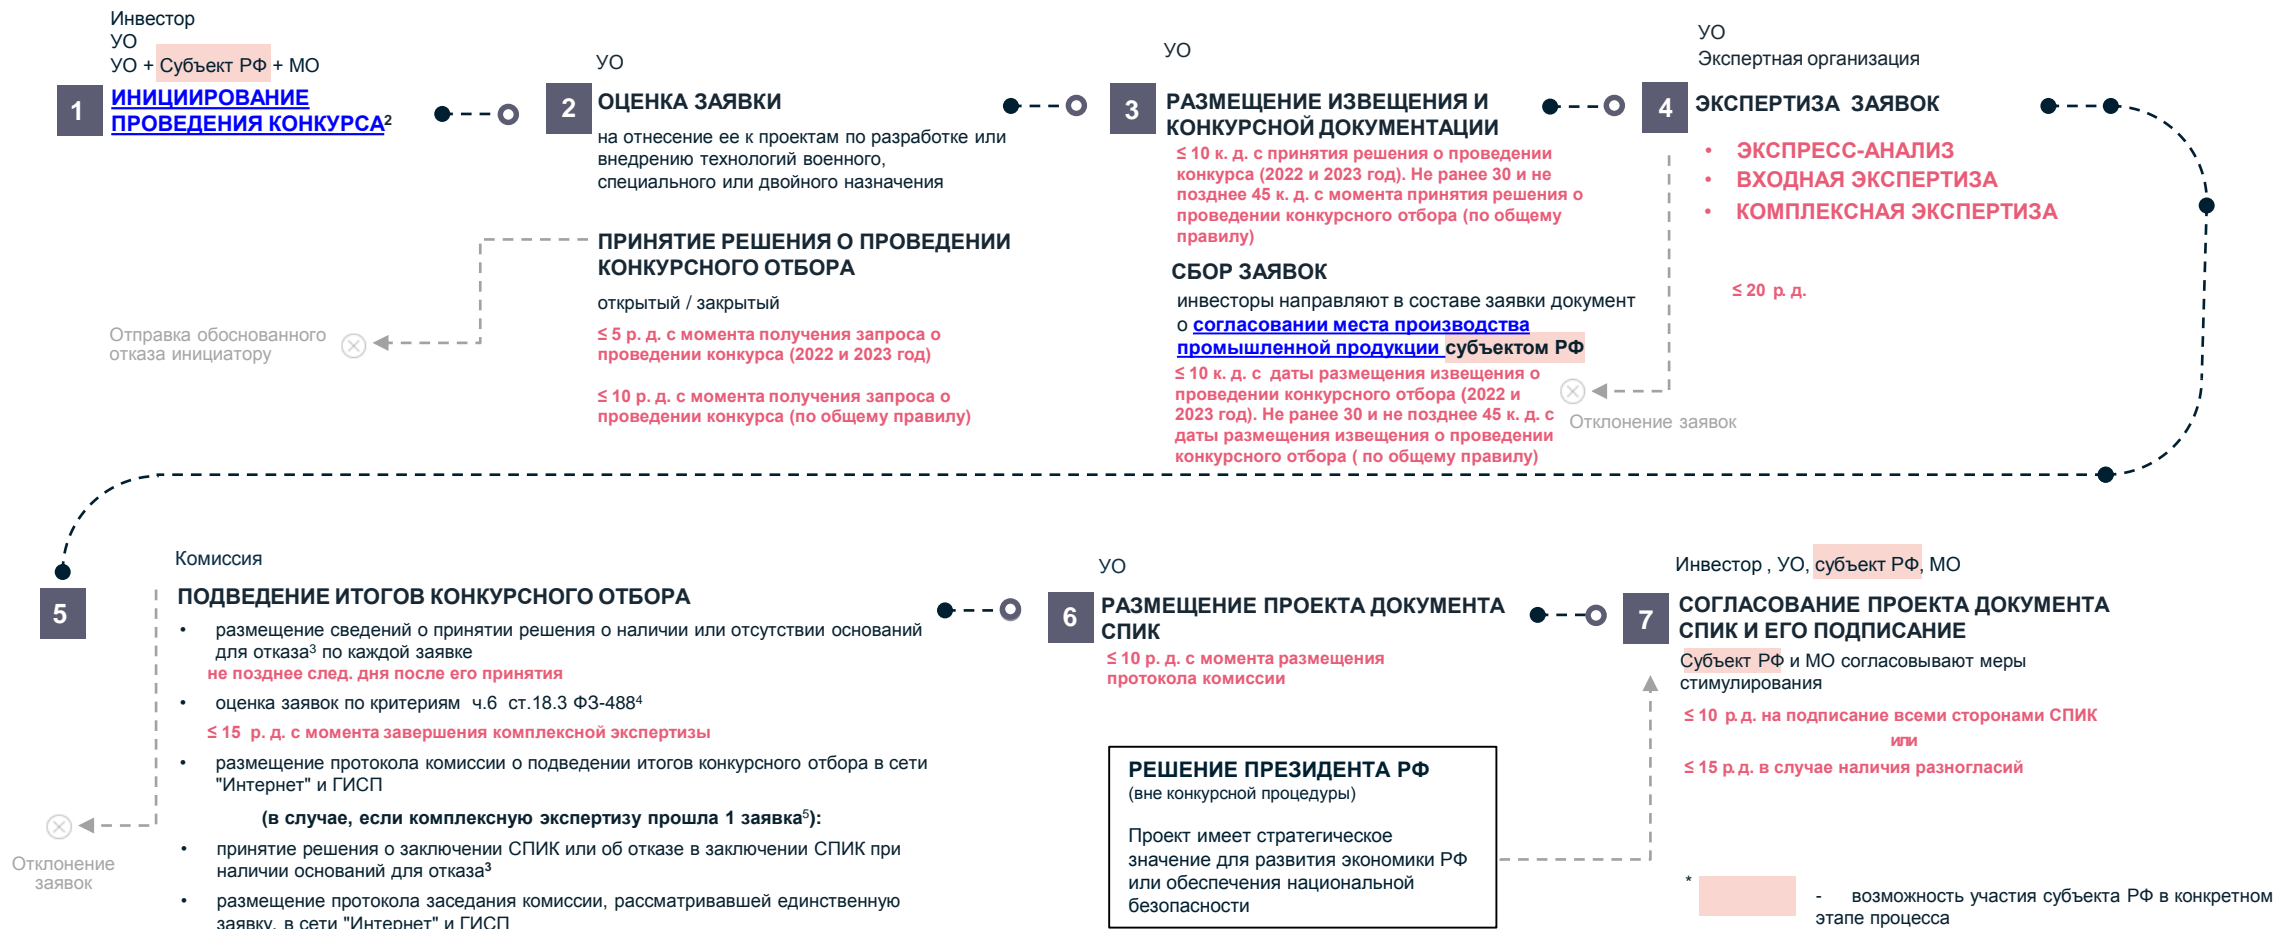 Инвестор
УО
УО + Субъект РФ + МО
1
ИНИЦИИРОВАНИЕ
ПРОВЕДЕНИЯ КОНКУРСА²
УО
2
ОЦЕНКА ЗАЯВКИ
на отнесение ее к проектам по разработке или
внедрению технологий военного,
специального или двойного назначения
ПРИНЯТИЕ РЕШЕНИЯ О ПРОВЕДЕНИИ
КОНКУРСНОГО ОТБОРА
открытый / закрытый
≤ 5 р. д. с момента получения запроса о
проведении конкурса (2022 и 2023 год)
≤ 10 р. д. с момента получения запроса о
проведении конкурса (по общему правилу)
Отправка обоснованного
отказа инициатору
УО
3
РАЗМЕЩЕНИЕ ИЗВЕЩЕНИЯ И
КОНКУРСНОЙ ДОКУМЕНТАЦИИ
≤ 10 к. д. с принятия решения о проведении
конкурса (2022 и 2023 год). Не ранее 30 и не
позднее 45 к. д. с момента принятия решения о
проведении конкурсного отбора (по общему
правилу)
СБОР ЗАЯВОК
инвесторы направляют в составе заявки документ
о согласовании места производства
промышленной продукции субъектом РФ
≤ 10 к. д. с даты размещения извещения о
проведении конкурсного отбора (2022 и
2023 год). Не ранее 30 и не позднее 45 к. д. с
даты размещения извещения о проведении
конкурсного отбора ( по общему правилу)
УО
Экспертная организация
4
ЭКСПЕРТИЗА ЗАЯВОК
• ЭКСПРЕСС-АНАЛИЗ
• ВХОДНАЯ ЭКСПЕРТИЗА
• КОМПЛЕКСНАЯ ЭКСПЕРТИЗА
≤ 20 р. д.
Отклонение заявок
Комиссия
5
ПОДВЕДЕНИЕ ИТОГОВ КОНКУРСНОГО ОТБОРА
• размещение сведений о принятии решения о наличии или отсутствии оснований
для отказа³ по каждой заявке
не позднее след. дня после его принятия
• оценка заявок по критериям ч.6 ст.18.3 ФЗ-488⁴
≤ 15 р. д. с момента завершения комплексной экспертизы
• размещение протокола комиссии о подведении итогов конкурсного отбора в сети
"Интернет" и ГИСП
(в случае, если комплексную экспертизу прошла 1 заявка⁵):
• принятие решения о заключении СПИК или об отказе в заключении СПИК при
наличии оснований для отказа³
• размещение протокола заседания комиссии, рассматривавшей единственную
заявку, в сети "Интернет" и ГИСП
Отклонение
заявок
УО
6
РАЗМЕЩЕНИЕ ПРОЕКТА ДОКУМЕНТА
СПИК
≤ 10 р. д. с момента размещения
протокола комиссии
РЕШЕНИЕ ПРЕЗИДЕНТА РФ
(вне конкурсной процедуры)
Проект имеет стратегическое
значение для развития экономики РФ
или обеспечения национальной
безопасности
Инвестор , УО, субъект РФ, МО
7
СОГЛАСОВАНИЕ ПРОЕКТА ДОКУМЕНТА
СПИК И ЕГО ПОДПИСАНИЕ
Субъект РФ и МО согласовывают меры
стимулирования
≤ 10 р. д. на подписание всеми сторонами СПИК
или
≤ 15 р. д. в случае наличия разногласий
* - возможность участия субъекта РФ в конкретном
этапе процесса